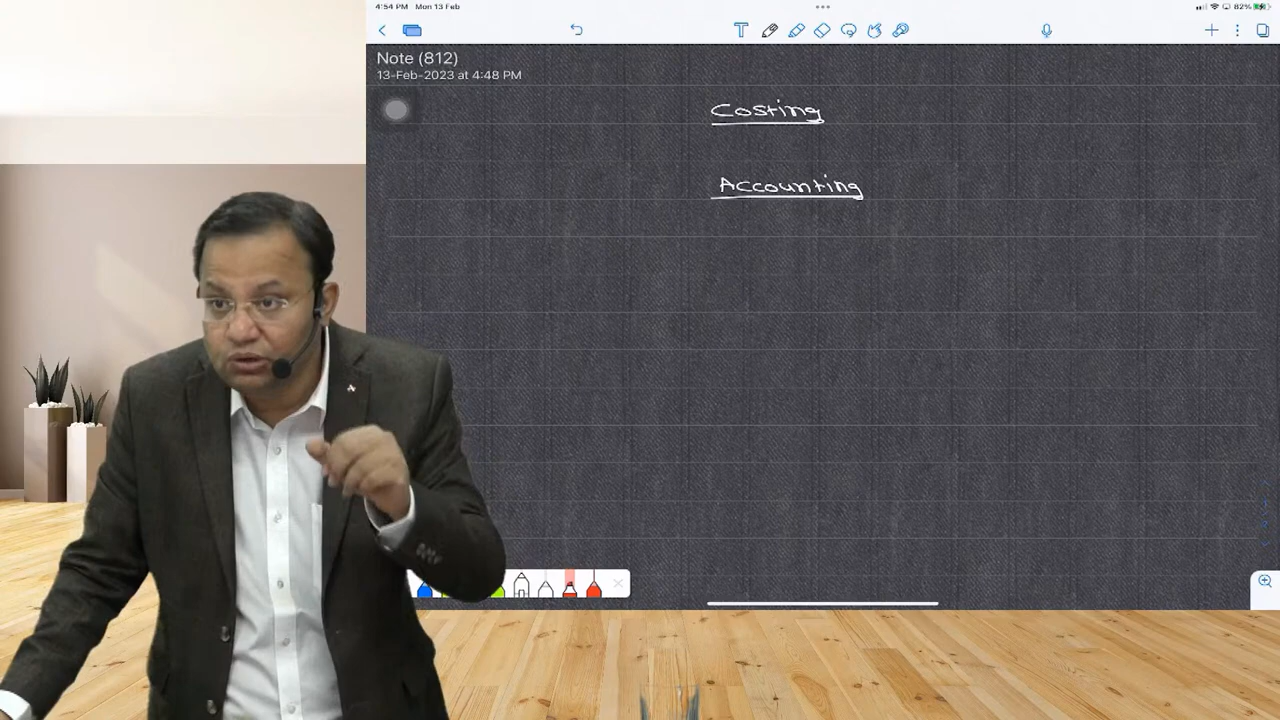 4:54 PM Mon 13 Feb
82%
Note (812)
13-Feb-2023 at 4:48 PM
Costing
Accounting